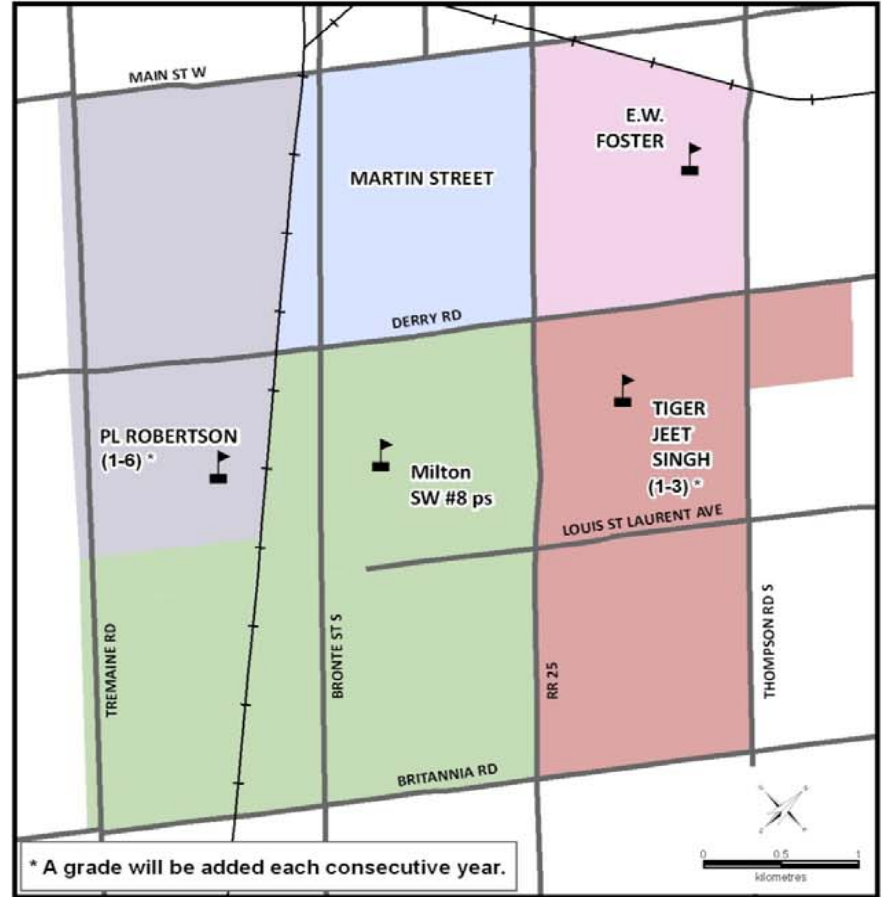 MAIN ST W
E.W.
FOSTER
MARTIN STREET
DERRY RD
PL ROBERTSON
(1-6) *
TIGER
JEET
SINGH
(1-3) *
Milton
SW #8 ps
LOUIS ST LAURENT AVE
TREMAINE RD
BRONTE ST S
RR 25
THOMPSON RD S
BRITANNIA RD
* A grade will be added each consecutive year.
0 0.5 1
kilometres